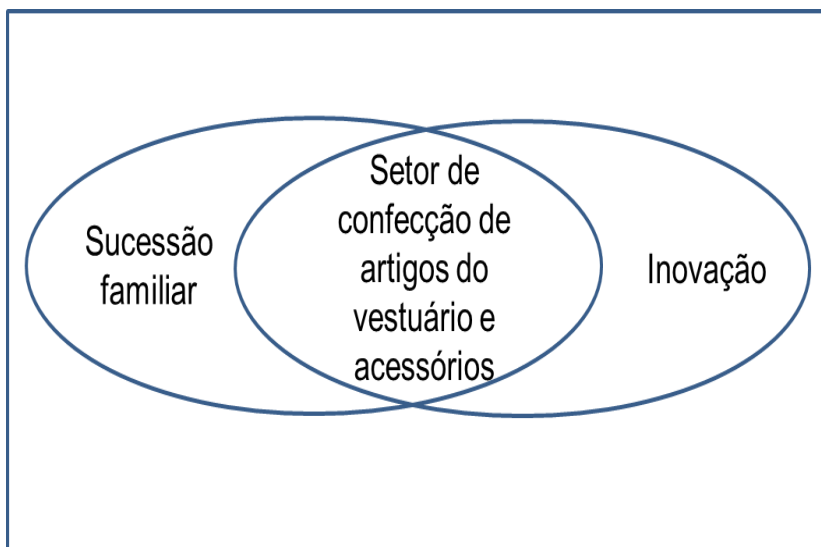 Sucessão
familiar
Setor de
confecção de
artigos do
vestuário e
acessórios
Inovação